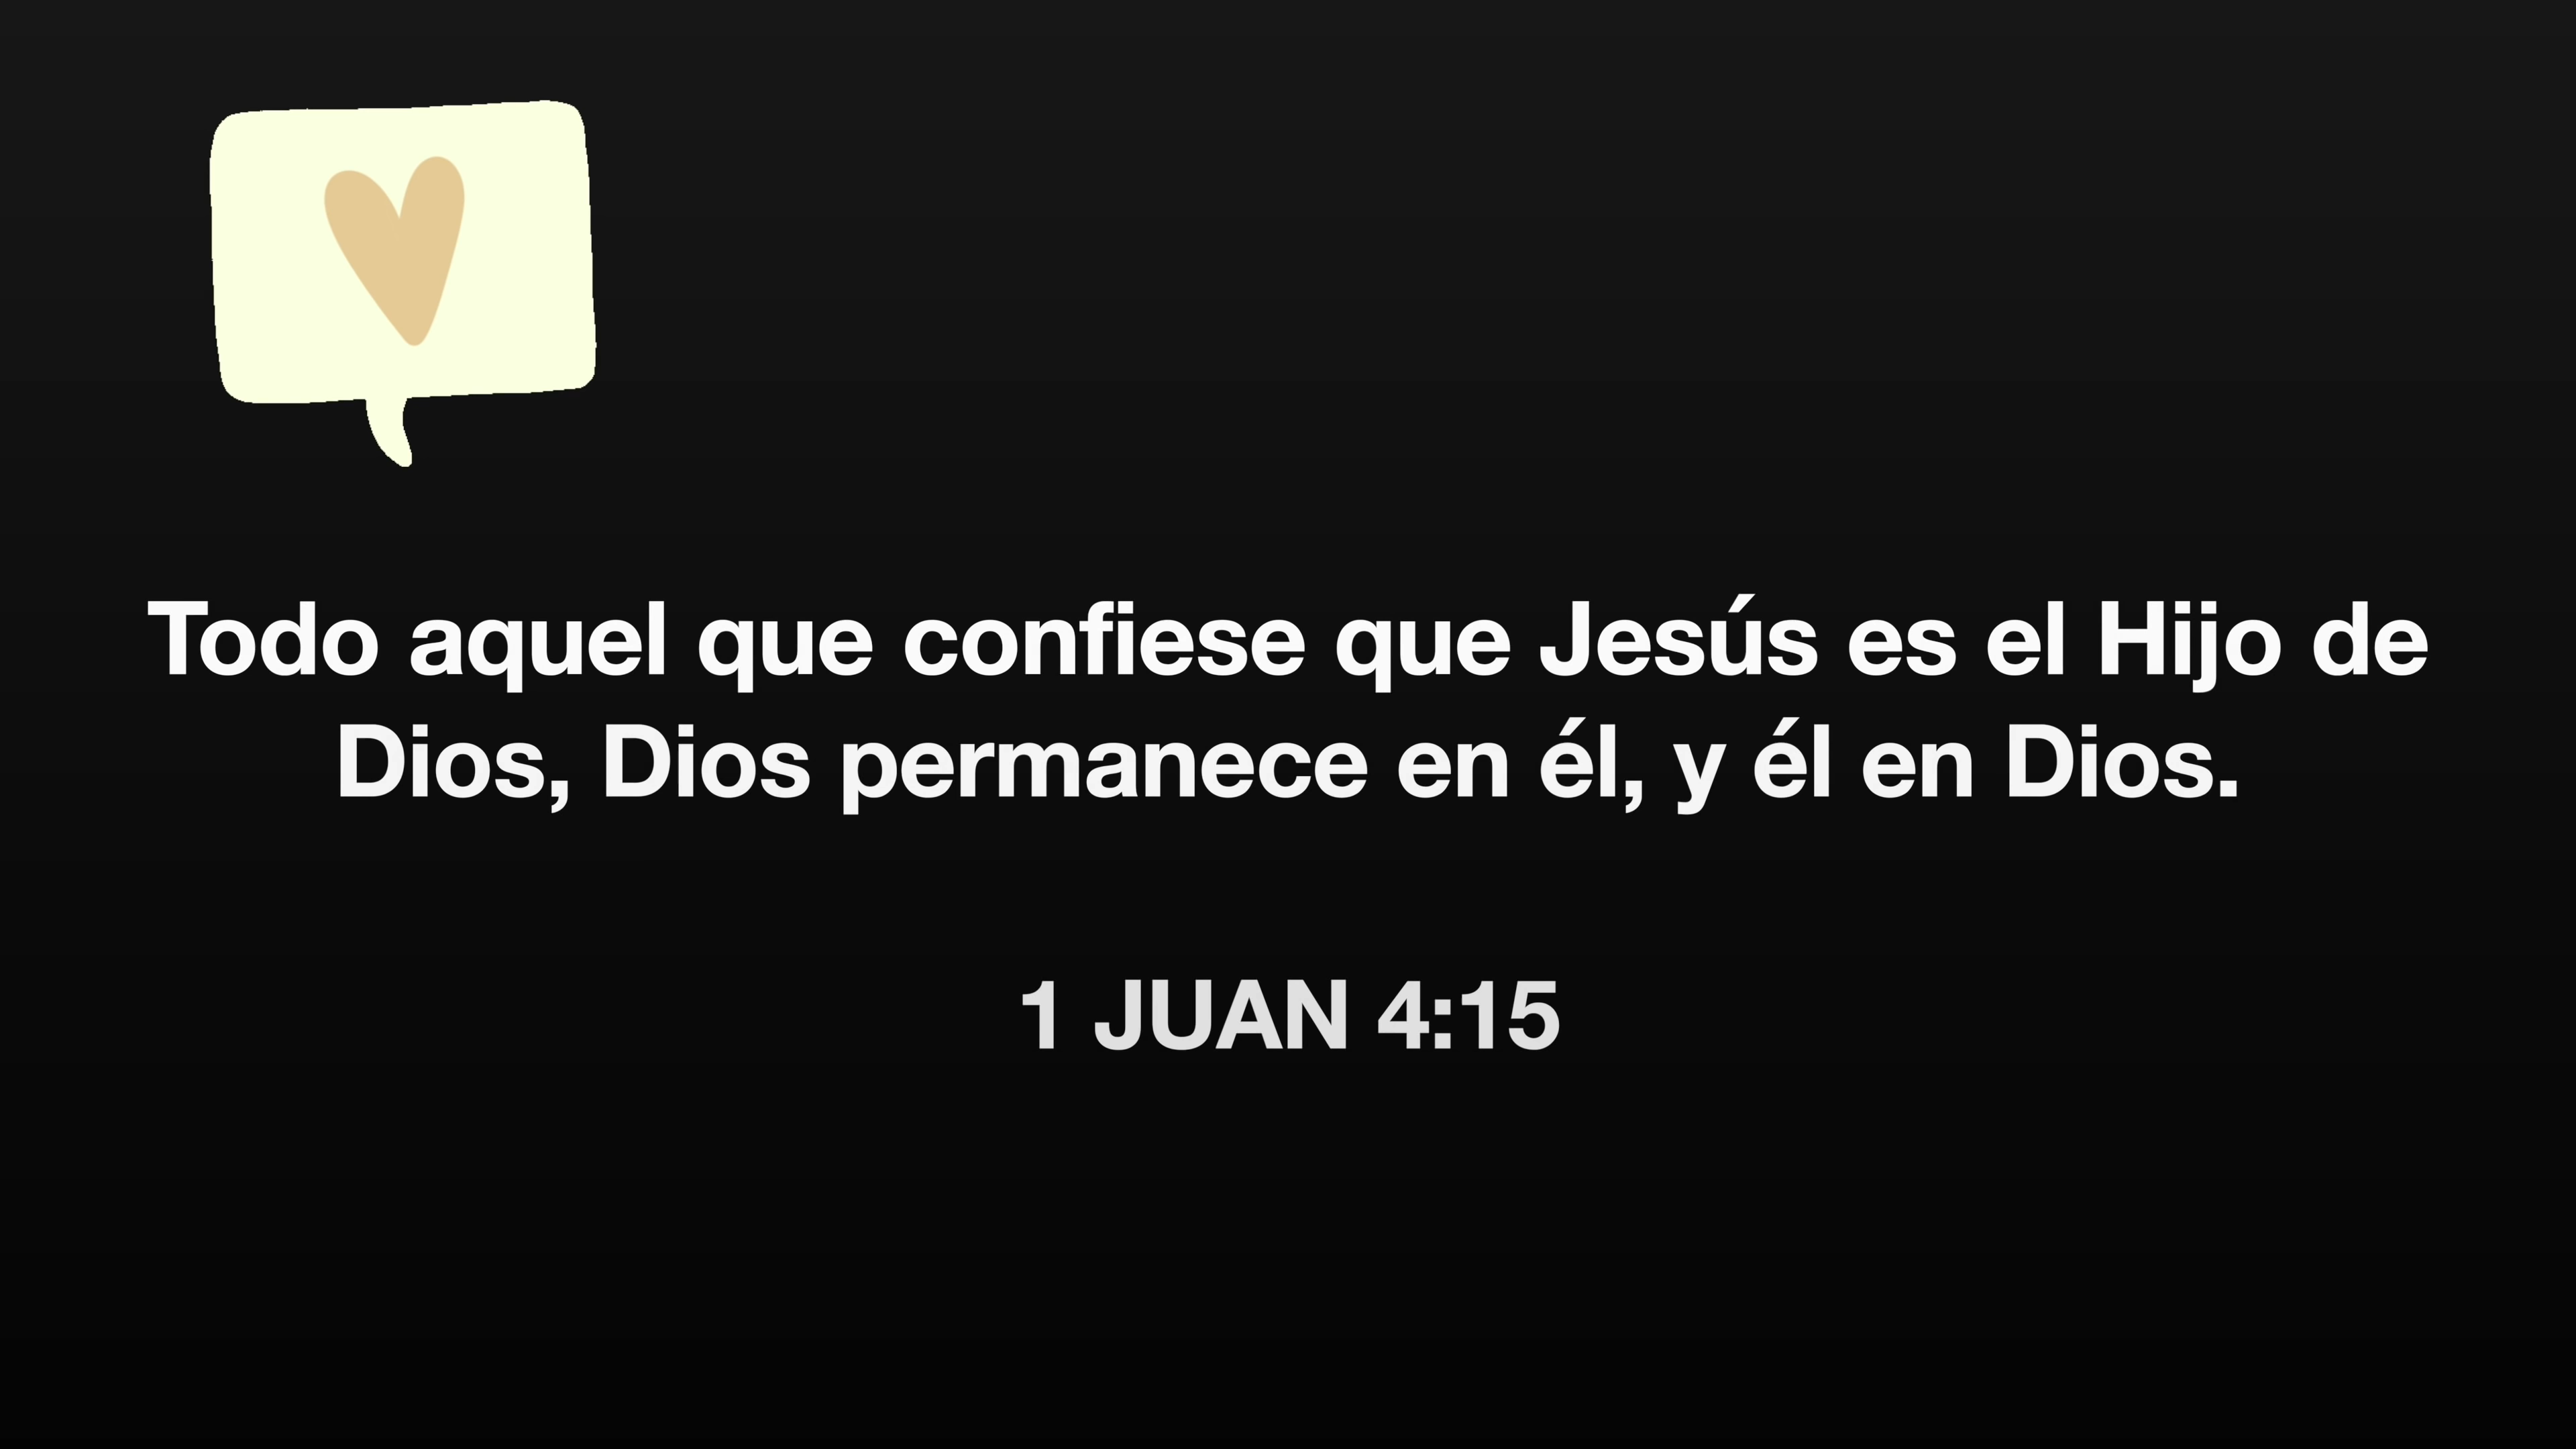 Todo aquel que confiese que Jesús es el Hijo de
Dios, Dios permanece en él, y él en Dios.
1 JUAN 4:15